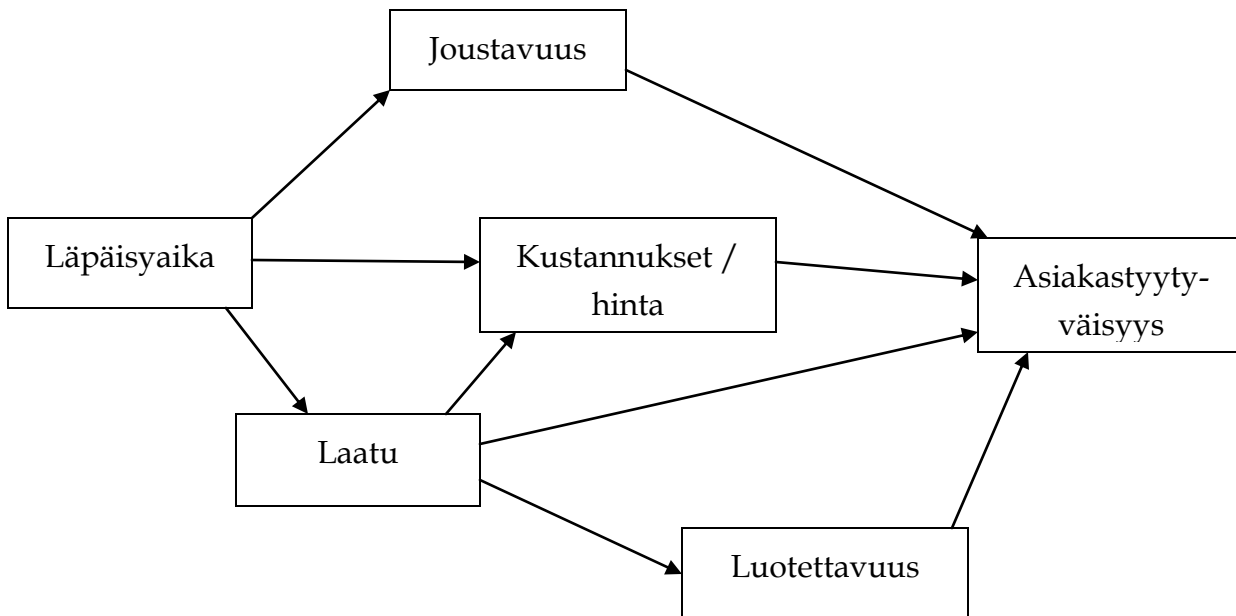 Joustavuus
Läpäisyaika
Kustannukset /
hinta
Asiakastyyty-
väisyys
Laatu
Luotettavuus